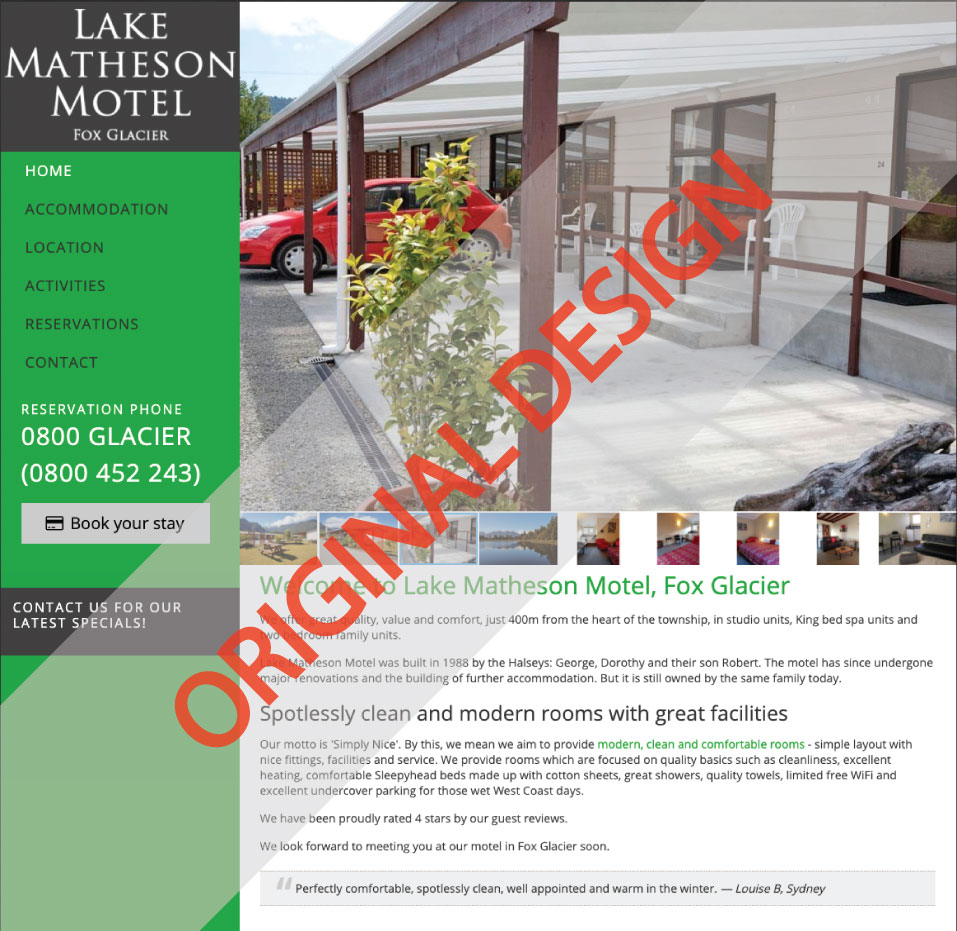 LAKE
MATHESON
MOTEL
FOX GLACIER
HOME
ACCOMMODATION
LOCATION
ACTIVITIES
RESERVATIONS
CONTACT
RESERVATION PHONE
0800 GLACIER
(0800 452 243)
Book your stay
CONTACT US FOR OUR
LATEST SPECIALS!
24
ORIGINAL DESIGN
Welcome to Lake Matheson Motel, Fox Glacier
We offer great quality, value and comfort, just 400m from the heart of the township, in studio units, King bed spa units and
two bedroom family units.
Lake Matheson Motel was built in 1988 by the Halseys: George, Dorothy and their son Robert. The motel has since undergone
major renovations and the building of further accommodation. But it is still owned by the same family today.
Spotlessly clean and modern rooms with great facilities
Our motto is 'Simply Nice'. By this, we mean we aim to provide modern, clean and comfortable rooms - simple layout with
nice fittings, facilities and service. We provide rooms which are focused on quality basics such as cleanliness, excellent
heating, comfortable Sleepyhead beds made up with cotton sheets, great showers, quality towels, limited free WiFi and
excellent undercover parking for those wet West Coast days.
We have been proudly rated 4 stars by our guest reviews.
We look forward to meeting you at our motel in Fox Glacier soon.
“ Perfectly comfortable, spotlessly clean, well appointed and warm in the winter. — Louise B, Sydney